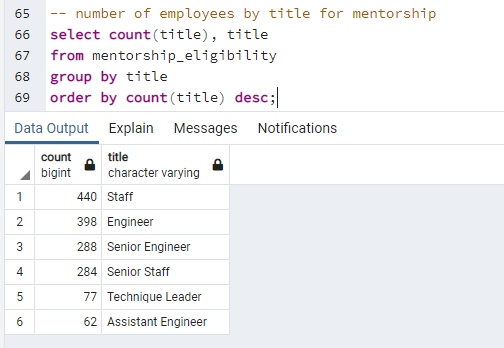 65 -- number of employees by title for mentorship
66 select count(title), title
67 from mentorship_eligibility
68 group by title
69 order by count(title) desc;
Data Output Explain Messages Notifications
count title
bigint character varying
1 440 Staff
2 398 Engineer
3 288 Senior Engineer
4 284 Senior Staff
5 77 Technique Leader
6 62 Assistant Engineer